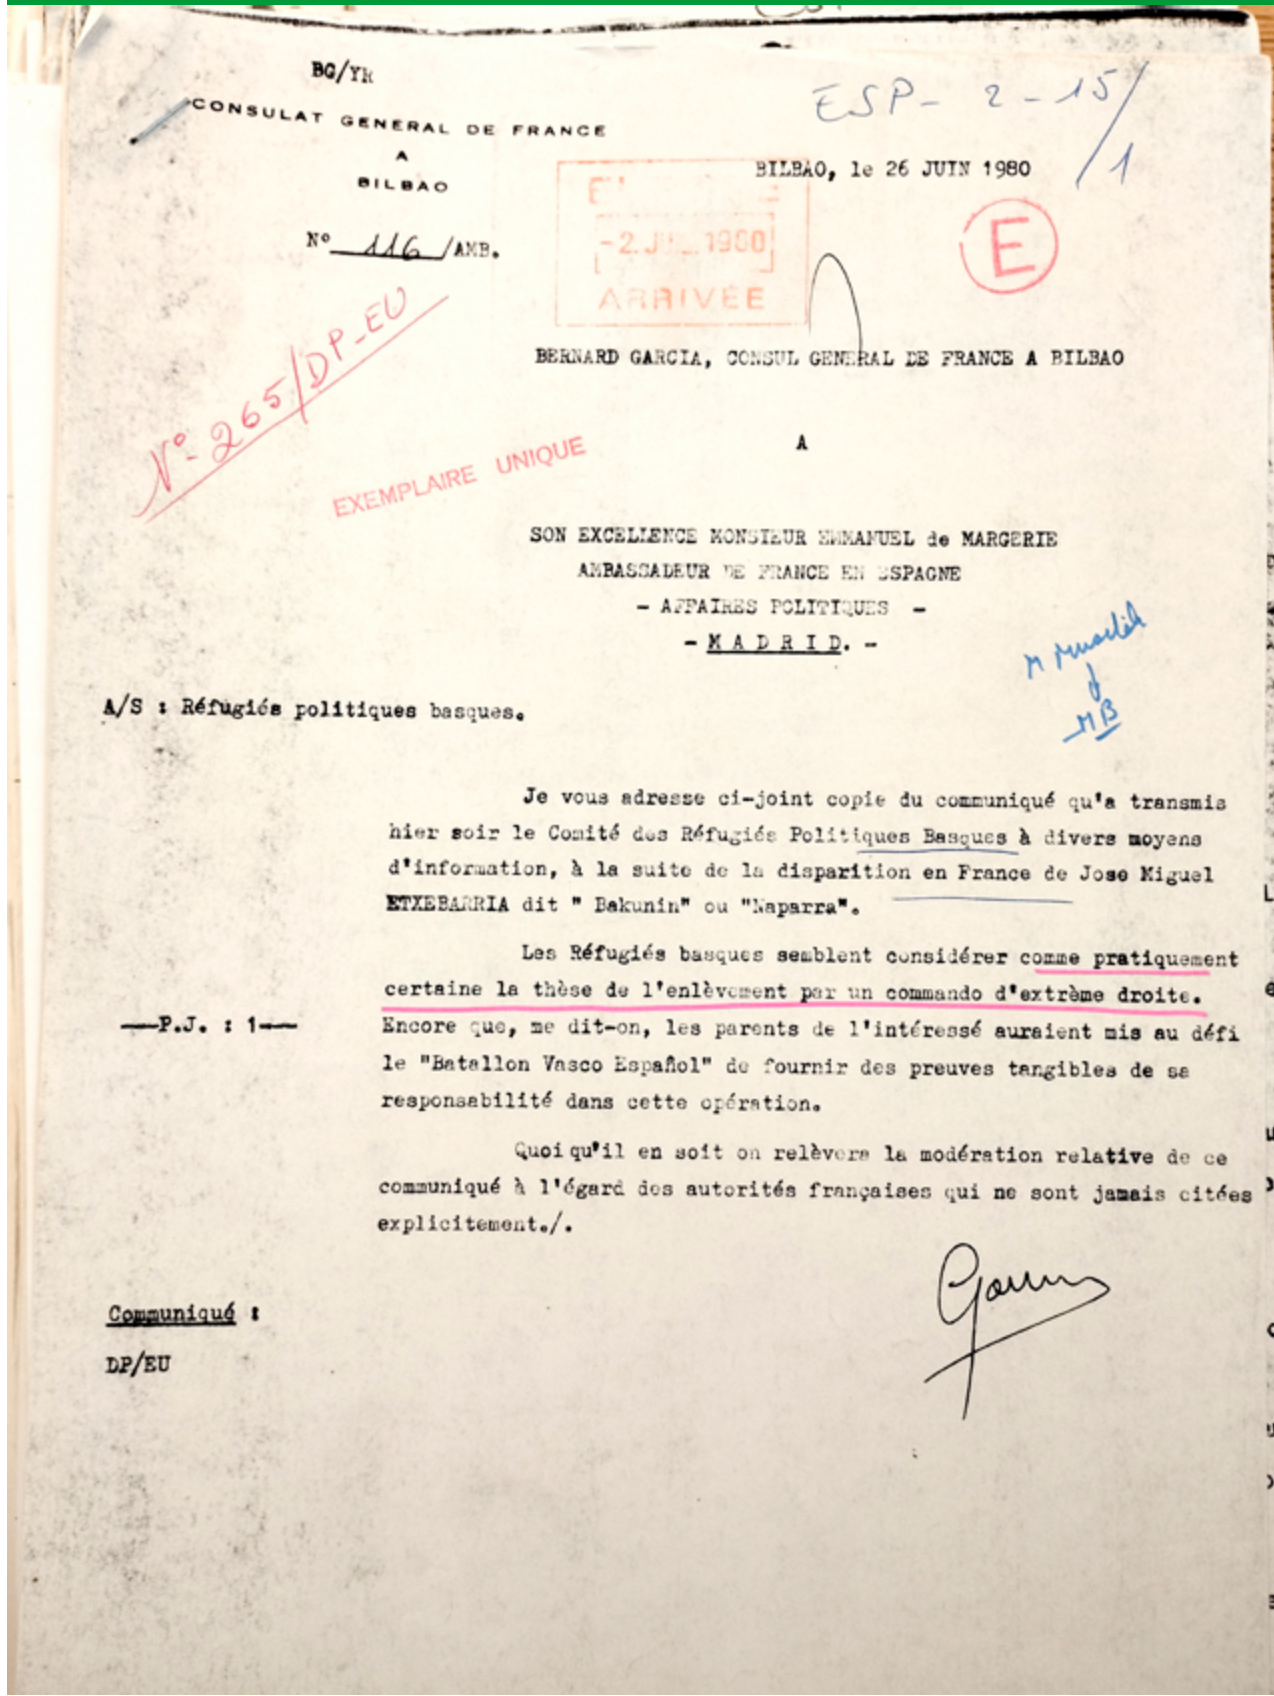 BG/YR
CONSULAT GENERAL DE FRANCE
A
BILBAO
ESP - 2 - 15/1
BILBAO, le 26 JUIN 1980
Nº 116 /AMB.
-2. 1980
ARRIVÉE
E
Nº 265/DP-EU
BERNARD GARCIA, CONSUL GENERAL DE FRANCE A BILBAO
EXEMPLAIRE UNIQUE
A
SON EXCELLENCE MONSIEUR EMMANUEL de MARGERIE
AMBASSADEUR DE FRANCE EN ESPAGNE
- AFFAIRES POLITIQUES -
- MADRID. -
MB
A/S : Réfugiés politiques basques.
Je vous adresse ci-joint copie du communiqué qu'a transmis
hier soir le Comité des Réfugiés Politiques Basques à divers moyens
d'information, à la suite de la disparition en France de Jose Miguel
ETXEBARRIA dit " Bakunin" ou "Naparra".
Les Réfugiés basques semblent considérer comme pratiquement
certaine la thèse de l'enlèvement par un commando d'extrême droite.
—P.J. : 1— Encore que, me dit-on, les parents de l'intéressé auraient mis au défi
le "Batallon Vasco Español" de fournir des preuves tangibles de sa
responsabilité dans cette opération.
Quoi qu'il en soit on relèvera la modération relative de ce
communiqué à l'égard des autorités françaises qui ne sont jamais citées
explicitement./.
Communiqué :
DP/EU